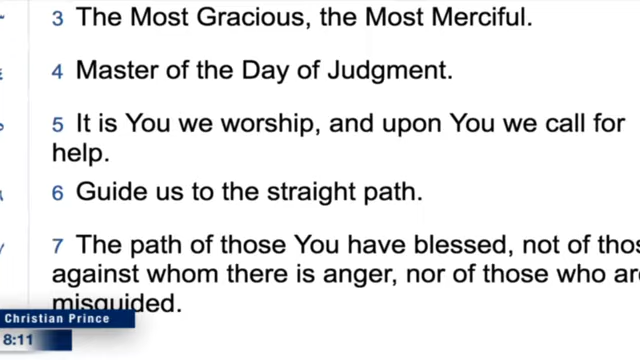 3 The Most Gracious, the Most Merciful.
4 Master of the Day of Judgment.
5 It is You we worship, and upon You we call for
help.
6 Guide us to the straight path.
7 The path of those You have blessed, not of thos
against whom there is anger, nor of those who are
misguided.
Christian Prince
8:11